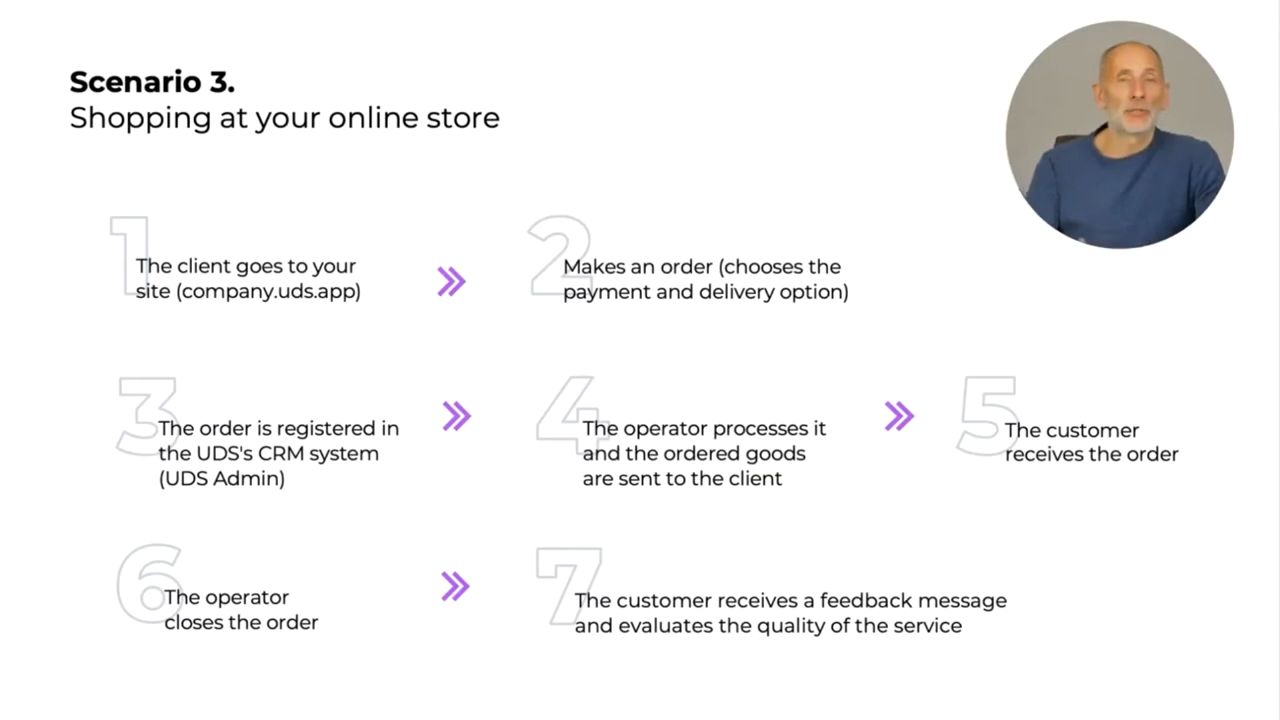 Scenario 3.
Shopping at your online store
1
The client goes to your
site (company.uds.app)
2
Makes an order (chooses the
payment and delivery option)
3
The order is registered in
the UDS's CRM system
(UDS Admin)
4
The operator processes it
and the ordered goods
are sent to the client
5
The customer
receives the order
6
The operator
closes the order
7
The customer receives a feedback message
and evaluates the quality of the service